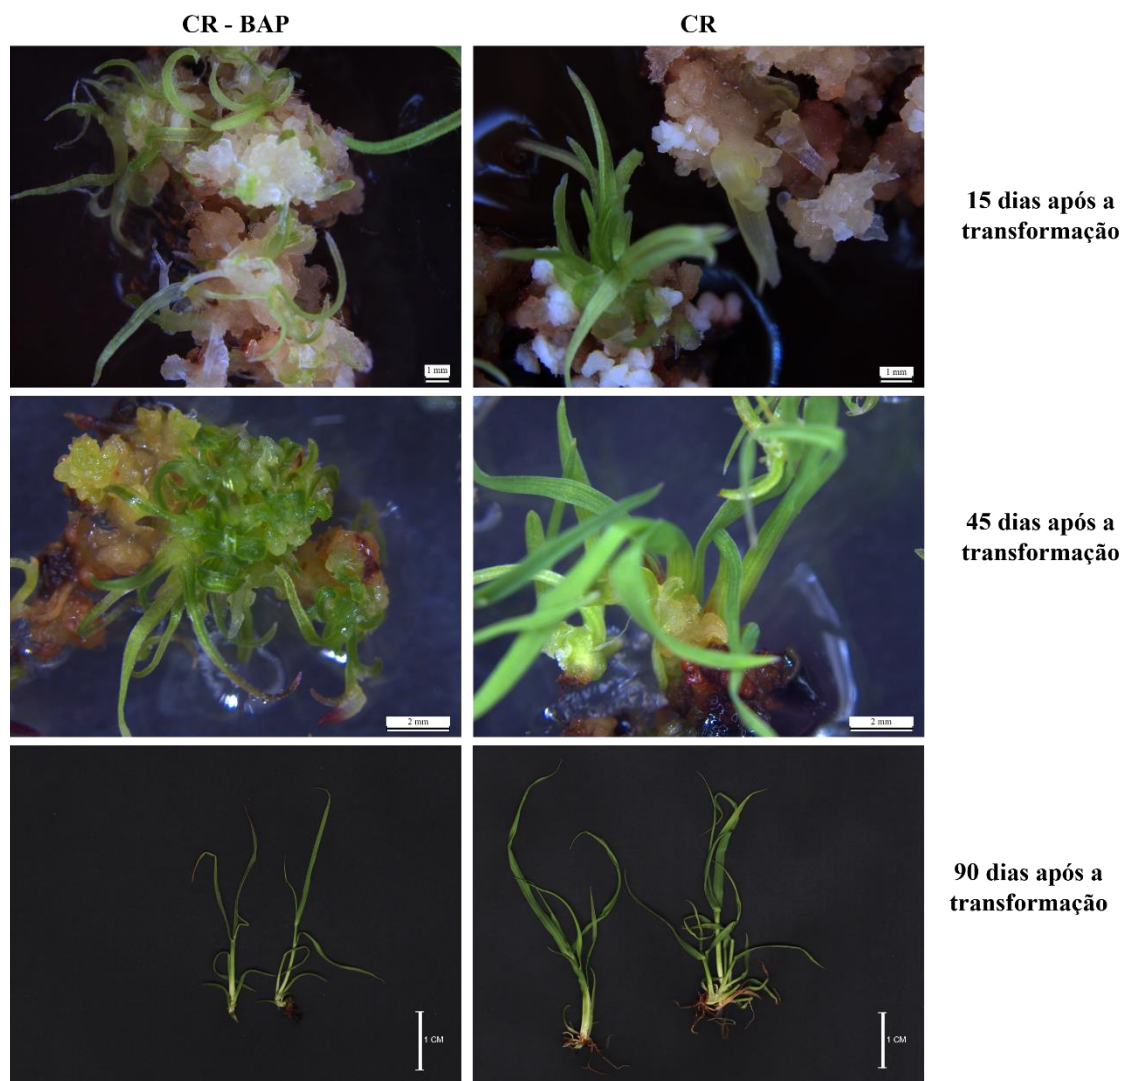 CR - BAP
CR
15 dias após a
transformação
1 mm
1 mm
45 dias após a
transformação
2 mm
2 mm
90 dias após a
transformação
1 CM
1 CM